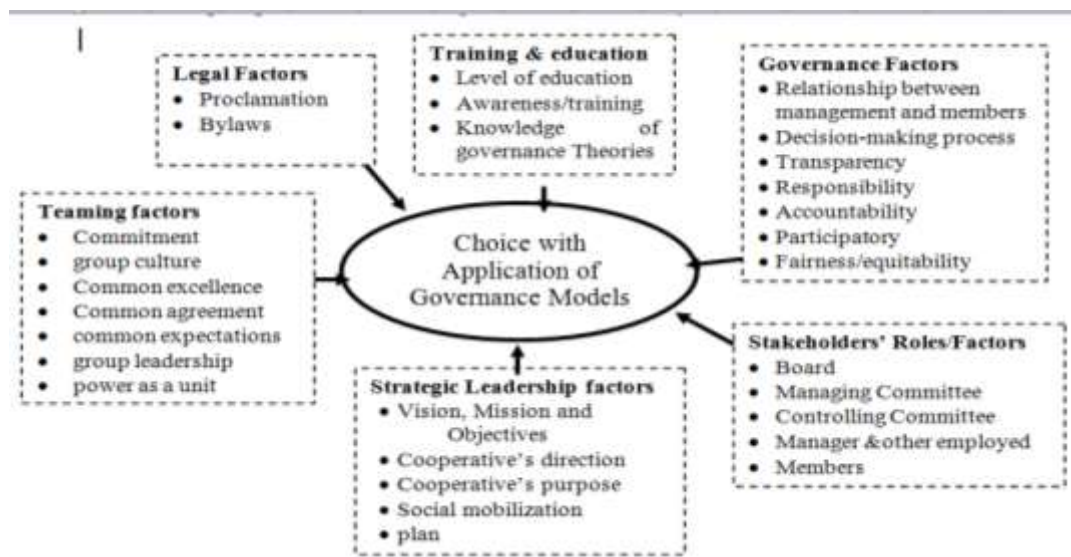 Legal Factors
• Proclamation
• Bylaws
Training & education
• Level of education
• Awareness/training
• Knowledge of
governance Theories
Governance Factors
• Relationship between
management and members
• Decision-making process
• Transparency
• Responsibility
• Accountability
• Participatory
• Fairness/equitability
Teaming factors
• Commitment
• group culture
• Common excellence
• Common agreement
• common expectations
• group leadership
• power as a unit
Choice with
Application of
Governance Models
Strategic Leadership factors
• Vision, Mission and
Objectives
• Cooperative's direction
• Cooperative's purpose
• Social mobilization
• plan
Stakeholders' Roles/Factors
• Board
• Managing Committee
• Controlling Committee
• Manager &other employed
• Members